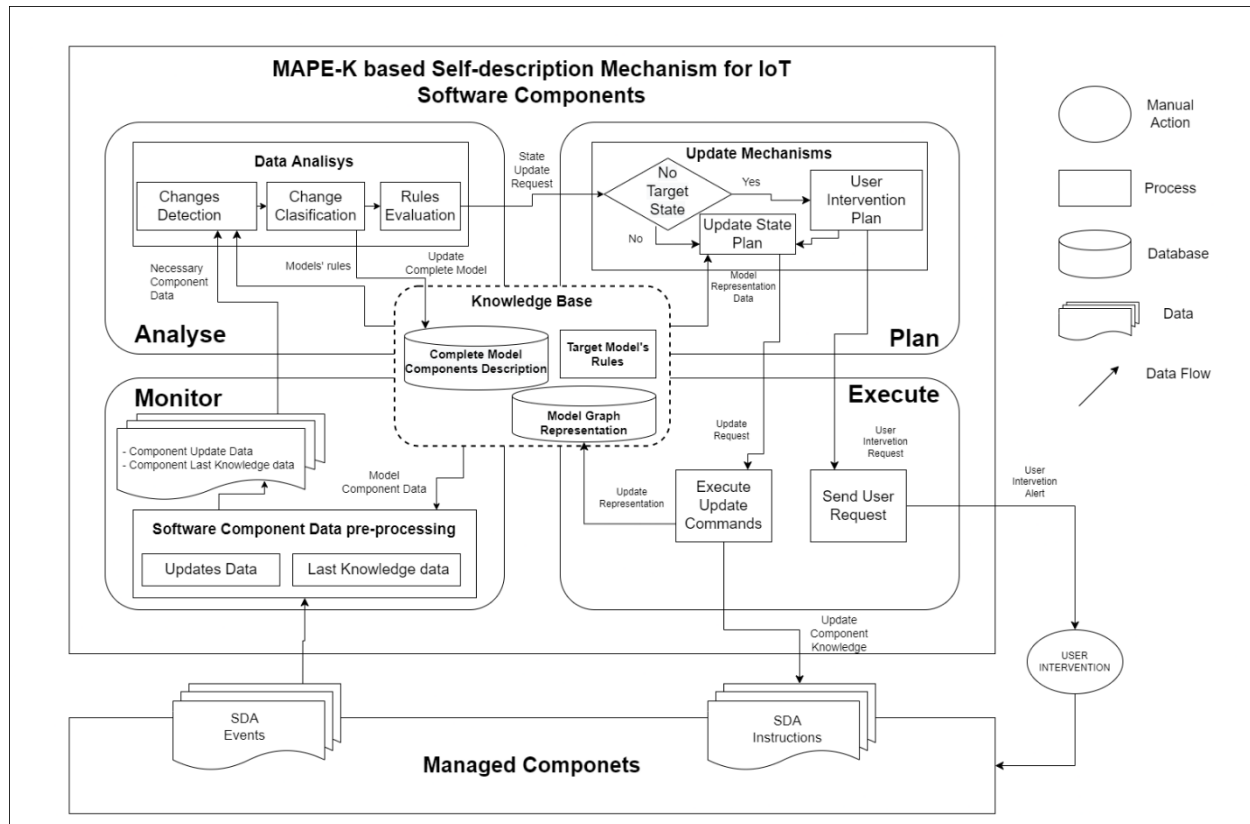 MAPE-K based Self-description Mechanism for IoT
Software Components
Data Analisys
Changes
Detection
Change
Clasification
Rules
Evaluation
State
Update
Request
Update Mechanisms
No
Target
State
Yes
No
User
Intervention Plan
Update State
Plan
Necessary
Component
Data
Models' rules
Update
Complete Model
Model
Representation
Data
Analyse
Plan
Knowledge Base
Complete Model
Components Description
Target Model's
Rules
Model Graph
Representation
Monitor
Execute
- Component Update Data
- Component Last Knowledge data
Model
Component Data
Update
Request
User
Intervetion
Request
User
Intervetion
Alert
Update
Representation
Execute
Update
Commands
Send User
Request
Software Component Data pre-processing
Updates Data
Last Knowledge data
Update
Component
Knowledge
USER
INTERVENTION
SDA
Events
SDA
Instructions
Managed Componets
Manual
Action
Process
Database
Data
Data Flow